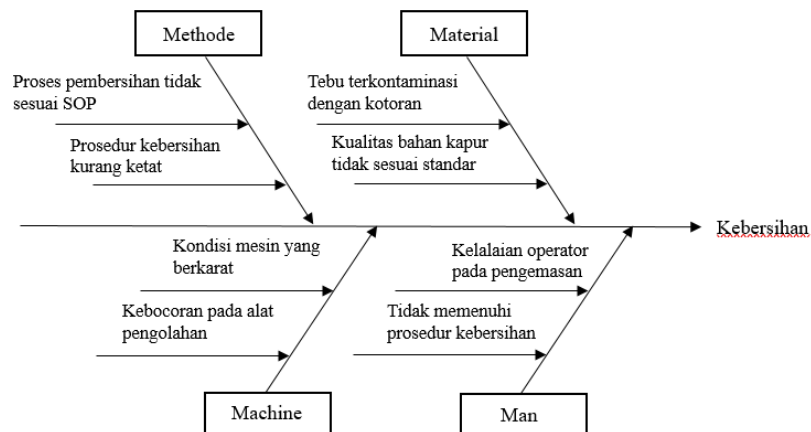 Methode
Material
Proses pembersihan tidak
sesuai SOP
Tebu terkontaminasi
dengan kotoran
Prosedur kebersihan
kurang ketat
Kualitas bahan kapur
tidak sesuai standar
Kebersihan
Kondisi mesin yang
berkarat
Kelalaian operator
pada pengemasan
Kebocoran pada alat
pengolahan
Tidak memenuhi
prosedur kebersihan
Machine
Man